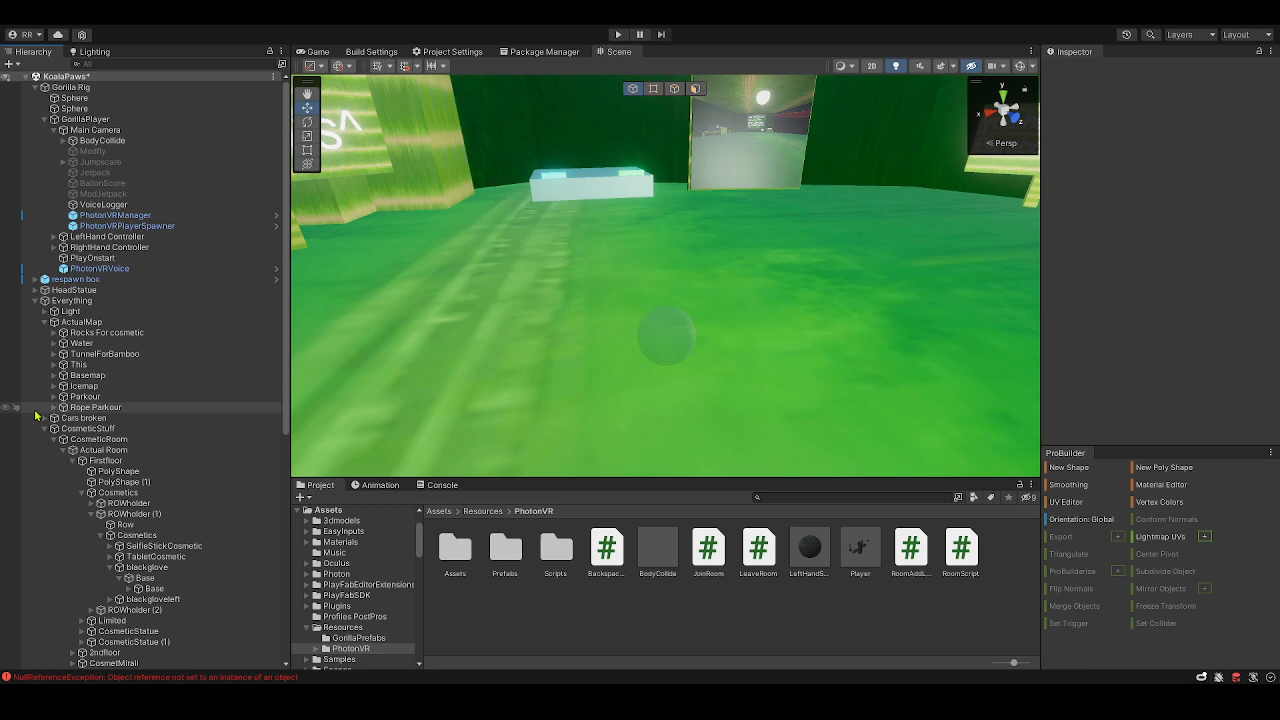 RR
Layers
Layout
Hierarchy
Lighting
Game
Build Settings
Project Settings
Package Manager
Scene
Inspector
All
2D
KoalaPaws*
Gorilla Rig
Sphere
Sphere
GorillaPlayer
Main Camera
BodyCollide
Modfly
Jumpscare
Jetpack
BallonScore
ModJetpack
VoiceLogger
PhotonVRManager
PhotonVRPlayerSpawner
LeftHand Controller
RightHand Controller
PlayOnstart
PhotonVRVoice
respawn box
HeadStatue
Everything
Light
ActualMap
Rocks For cosmetic
Water
TunnelForBamboo
This
Basemap
Icemap
Parkour
Rope Parkour
Cars broken
CosmeticStuff
CosmeticRoom
Actual Room
Firstfloor
PolyShape
PolyShape (1)
Cosmetics
ROWholder
ROWholder (1)
Row
Cosmetics
SelfieStickCosmetic
TabletCosmetic
blackglove
Base
Base
blackgloveleft
ROWholder (2)
Limited
CosmeticStatue
CosmeticStatue (1)
2ndfloor
CosmetMirall
y
x
z
Persp
Project
Animation
Console
9
Assets
3dmodels
EasyInputs
Materials
Music
Oculus
Photon
PlayFabEditorExtensions
PlayFabSDK
Plugins
Profiles PostPros
Resources
GorillaPrefabs
PhotonVR
Samples
Assets > Resources > PhotonVR
Assets
Prefabs
Scripts
Backspac...
BodyCollide
JoinRoom
LeaveRoom
LeftHandS...
Player
RoomAddL...
RoomScript
ProBuilder
New Shape
New Poly Shape
Smoothing
Material Editor
UV Editor
Vertex Colors
Orientation: Global
Conform Normals
Export
Lightmap UVs
Triangulate
Center Pivot
ProBuilderize
Subdivide Object
Flip Normals
Mirror Objects
Merge Objects
Freeze Transform
Set Trigger
Set Collider
NullReferenceException: Object reference not set to an instance of an object